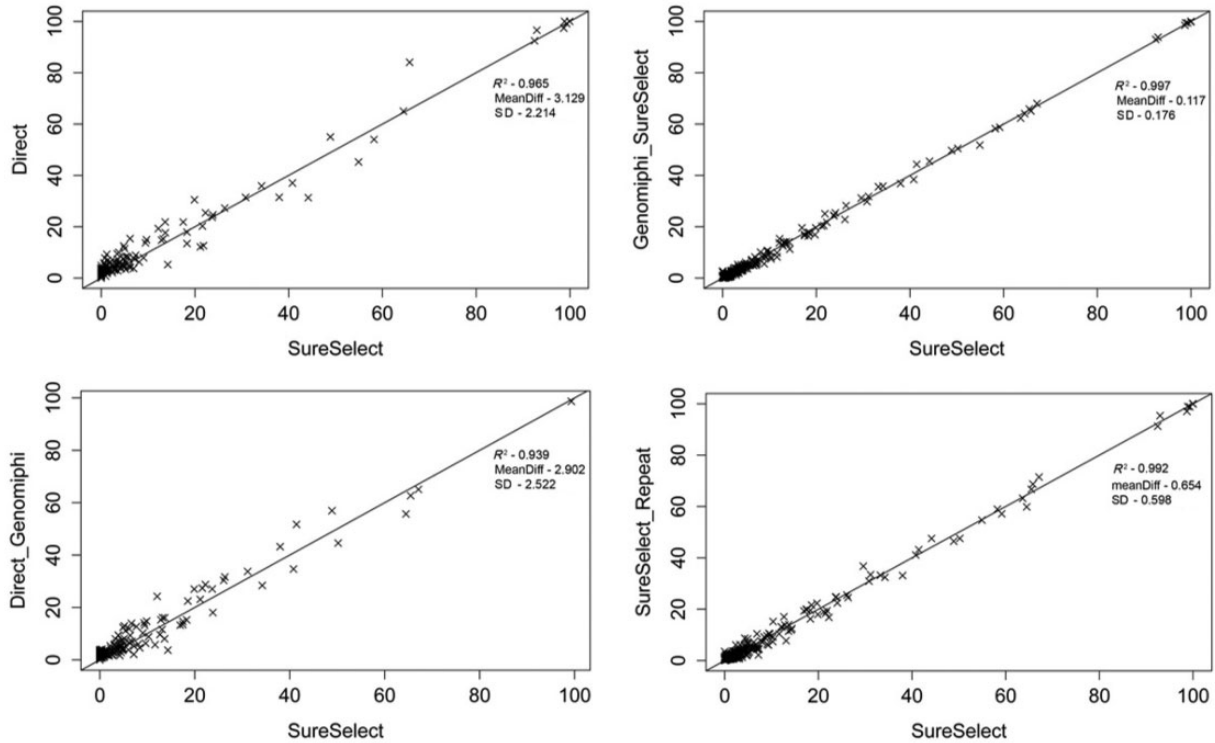 Direct
100
80
60
40
20
0
R² - 0.965
MeanDiff - 3.129
SD - 2.214
0 20 40 60 80 100
SureSelect
Genomiphi_SureSelect
100
80
60
40
20
0
R² - 0.997
MeanDiff - 0.117
SD - 0.176
0 20 40 60 80 100
SureSelect
Direct_Genomiphi
100
80
60
40
20
0
R² - 0.939
MeanDiff - 2.902
SD - 2.522
0 20 40 60 80 100
SureSelect
SureSelect_Repeat
100
80
60
40
20
0
R² - 0.992
meanDiff - 0.654
SD - 0.598
0 20 40 60 80 100
SureSelect